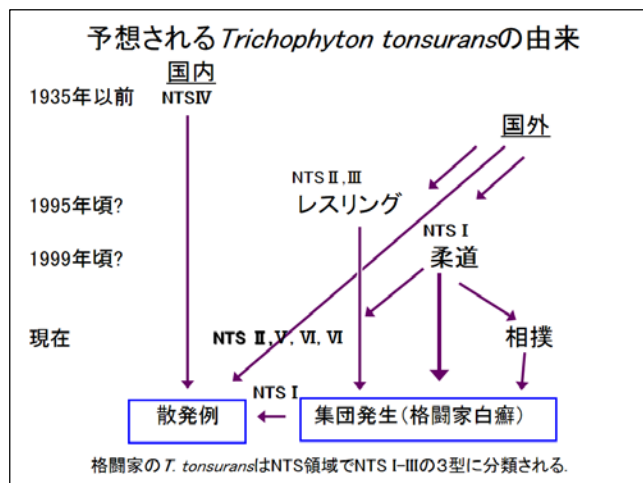 予想されるTrichophyton tonsuransの由来
国内
1935年以前 NTSⅣ
国外
NTSⅡ,Ⅲ
1995年頃? レスリング
NTSⅠ
1999年頃? 柔道
現在 NTS Ⅱ,Ⅴ,Ⅵ,Ⅵ 相撲
NTSⅠ
散発例 集団発生(格闘家白癬)
格闘家のT. tonsuransはNTS領域でNTSⅠ-Ⅲの3型に分類される.